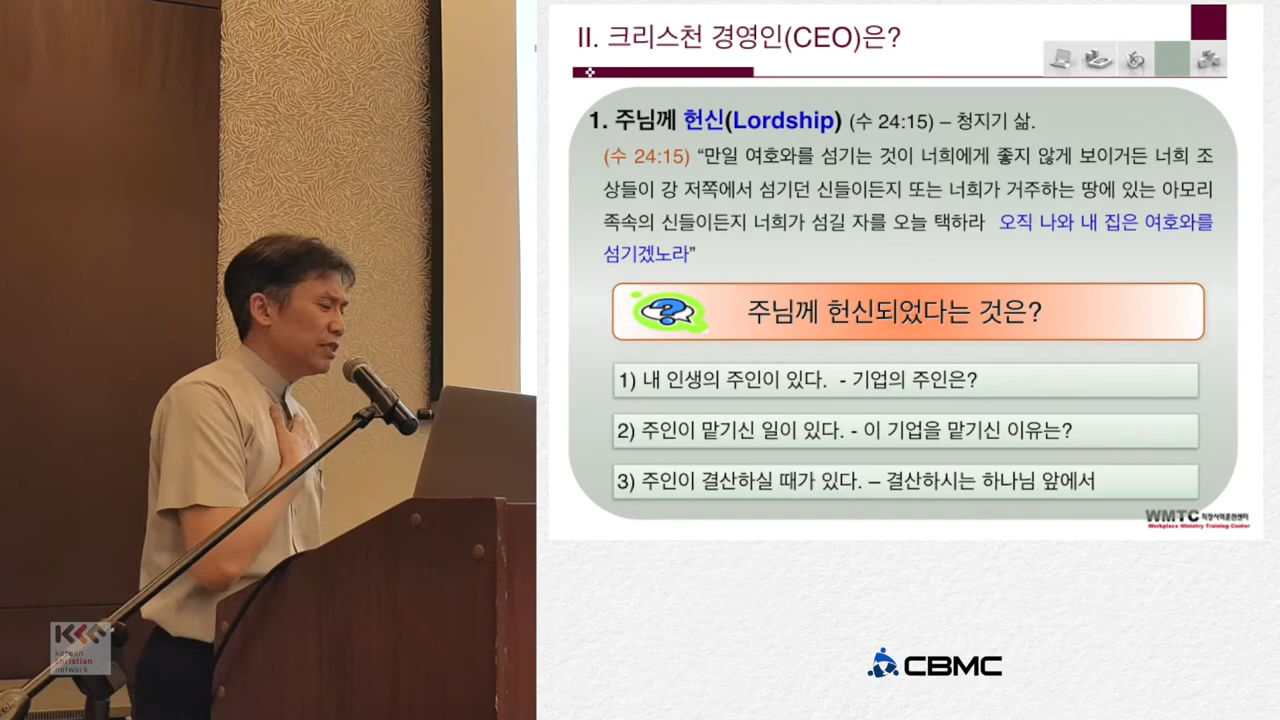 II. 크리스천 경영인(CEO)은?
1. 주님께 헌신(Lordship) (수 24:15) – 청지기 삶.
(수 24:15) “만일 여호와를 섬기는 것이 너희에게 좋지 않게 보이거든 너희 조
상들이 강 저쪽에서 섬기던 신들이든지 또는 너희가 거주하는 땅에 있는 아모리
족속의 신들이든지 너희가 섬길 자를 오늘 택하라 오직 나와 내 집은 여호와를
섬기겠노라”
?
주님께 헌신되었다는 것은?
1) 내 인생의 주인이 있다. - 기업의 주인은?
2) 주인이 맡기신 일이 있다. - 이 기업을 맡기신 이유는?
3) 주인이 결산하실 때가 있다. – 결산하시는 하나님 앞에서
WMTC 직장사역훈련센터
Workplace Ministry Training Center
KCN
korean
christian
network
CBMC